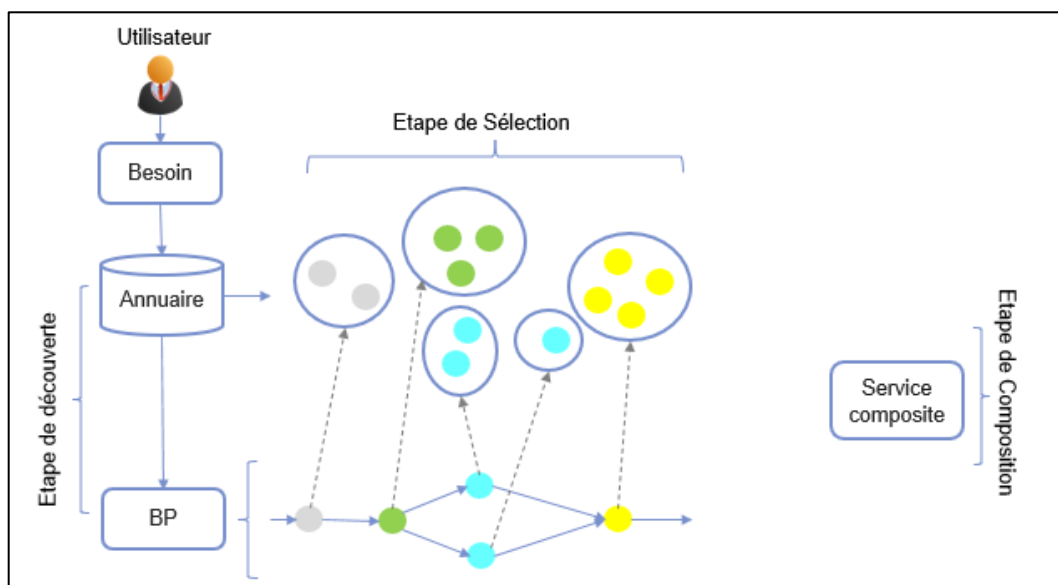 Utilisateur
Etape de Sélection
Besoin
Annuaire
Etape de découverte
BP
Service
composite
Etape de Composition